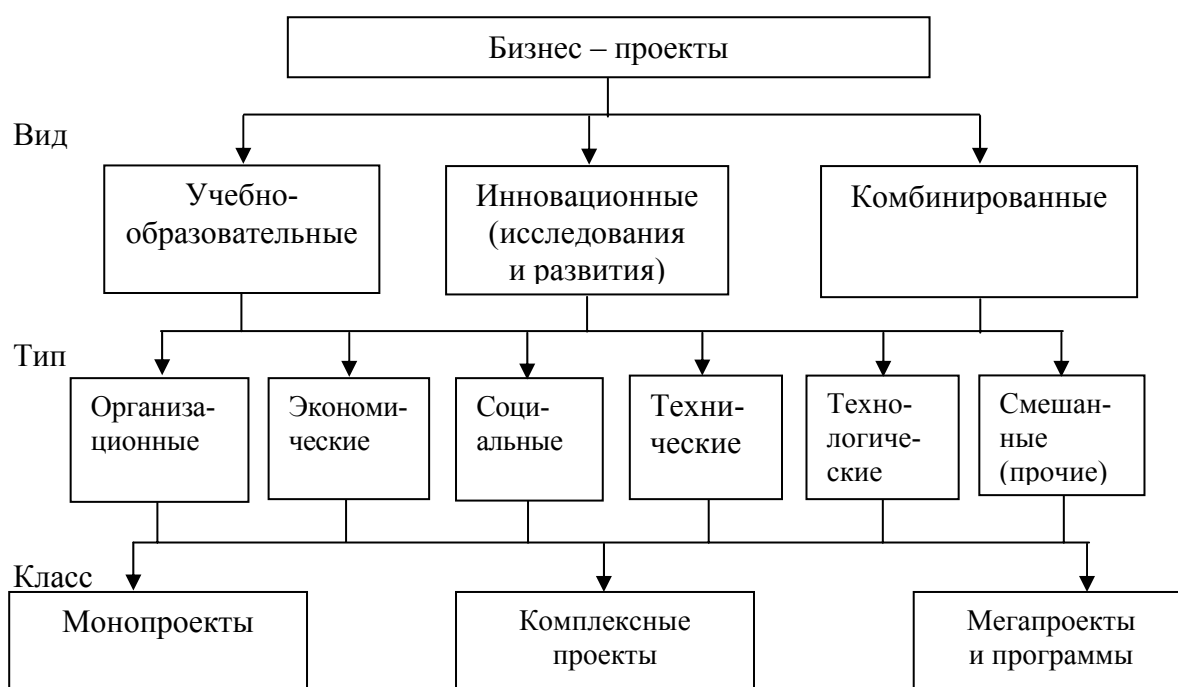 Бизнес – проекты
Вид
Учебно-
образовательные
Инновационные
(исследования
и развития)
Комбинированные
Тип
Организа-
ционные
Экономи-
ческие
Соци-
альные
Техни-
ческие
Техно-
логиче-
ские
Смешан-
ные
(прочие)
Класс
Монопроекты
Комплексные
проекты
Мегапроекты
и программы